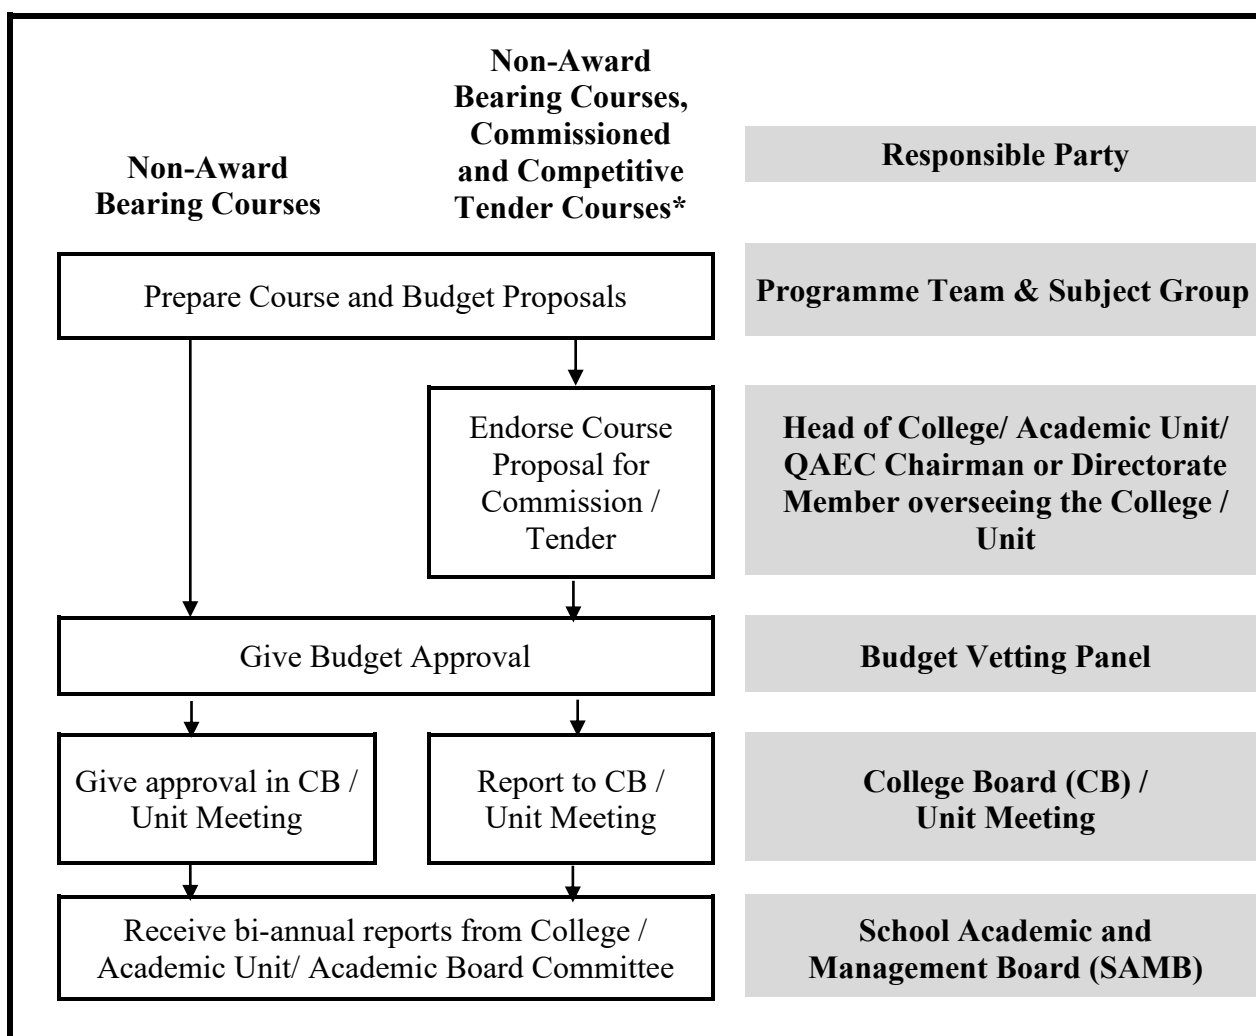 Non-Award
Bearing Courses
Non-Award
Bearing Courses,
Commissioned
and Competitive
Tender Courses*
Responsible Party
Prepare Course and Budget Proposals
Programme Team & Subject Group
Endorse Course
Proposal for
Commission /
Tender
Head of College/ Academic Unit/
QAEC Chairman or Directorate
Member overseeing the College /
Unit
Give Budget Approval
Budget Vetting Panel
Give approval in CB /
Unit Meeting
Report to CB /
Unit Meeting
College Board (CB) /
Unit Meeting
Receive bi-annual reports from College /
Academic Unit/ Academic Board Committee
School Academic and
Management Board (SAMB)